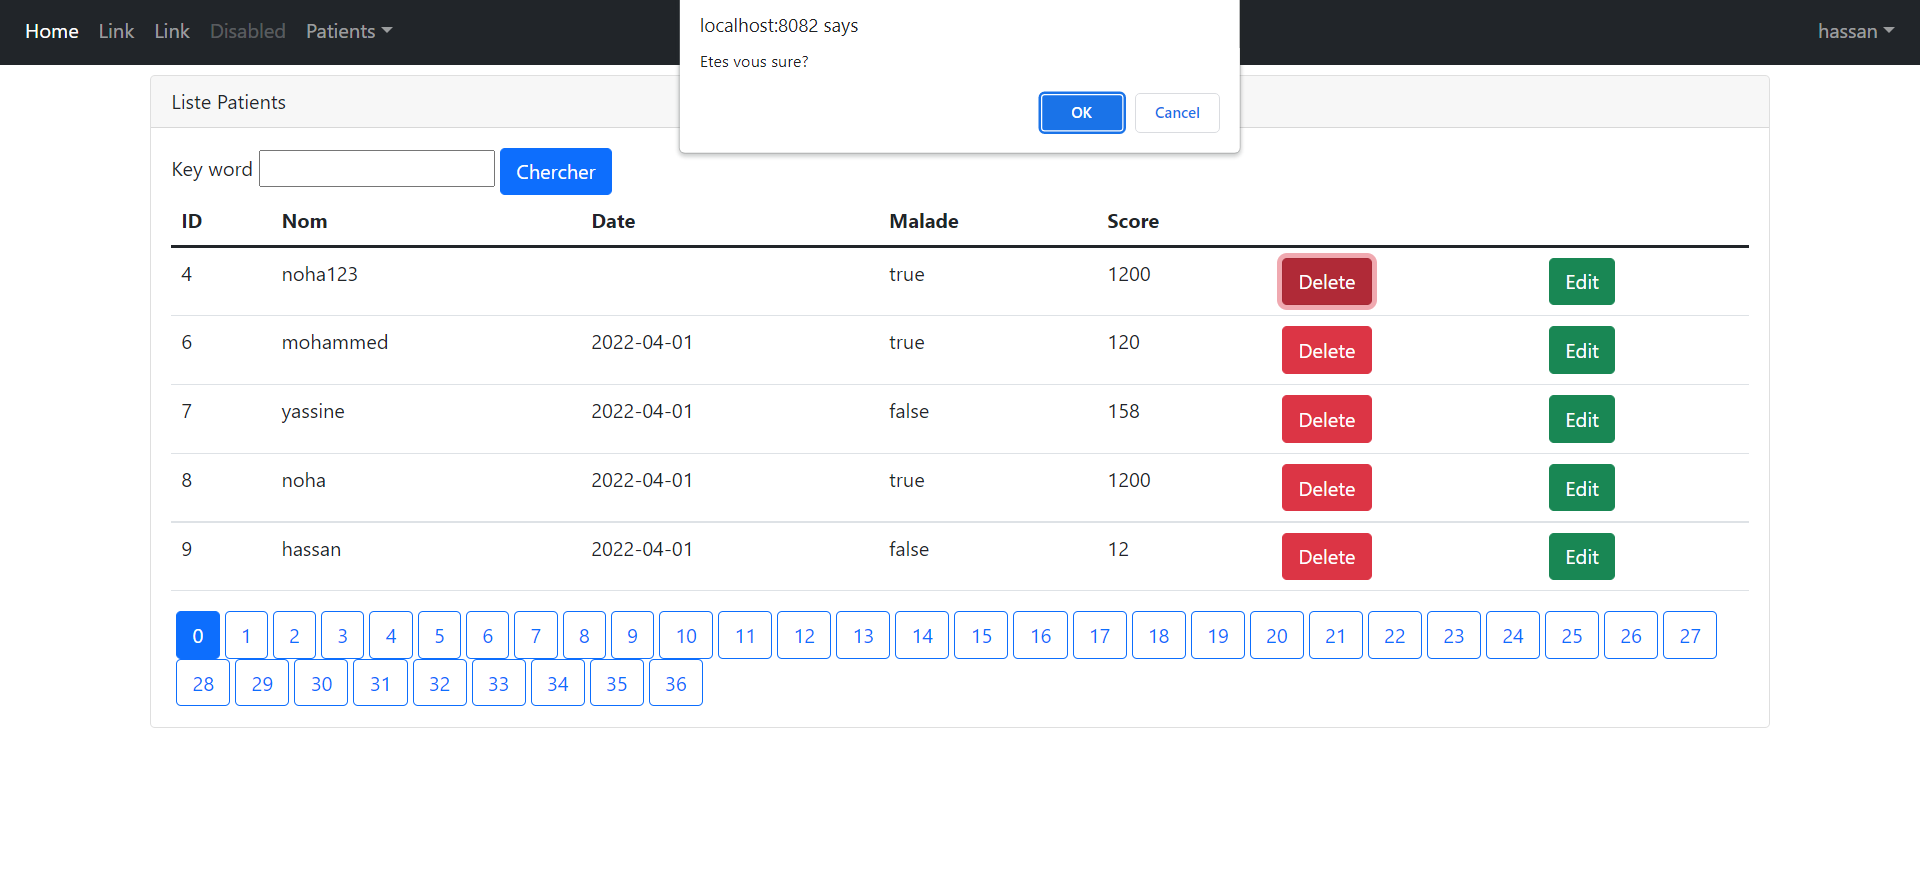 Home Link Link Disabled Patients hassan
localhost:8082 says
Etes vous sure?
OK Cancel
Liste Patients
Key word Chercher
ID Nom Date Malade Score
4 noha123 true 1200 Delete Edit
6 mohammed 2022-04-01 true 120 Delete Edit
7 yassine 2022-04-01 false 158 Delete Edit
8 noha 2022-04-01 true 1200 Delete Edit
9 hassan 2022-04-01 false 12 Delete Edit
0 1 2 3 4 5 6 7 8 9 10 11 12 13 14 15 16 17 18 19 20 21 22 23 24 25 26 27
28 29 30 31 32 33 34 35 36